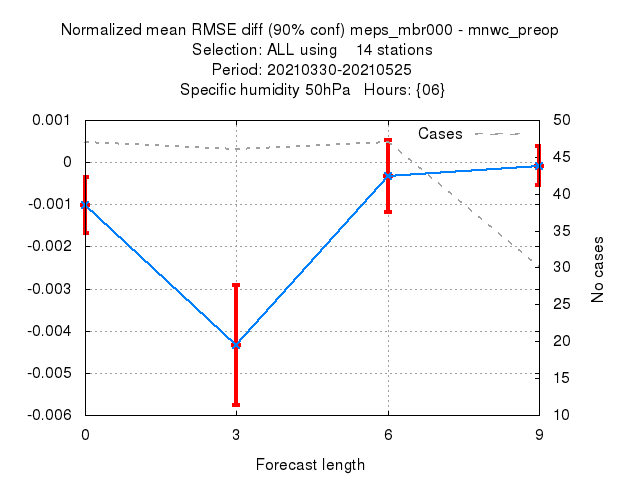 Normalized mean RMSE diff (90% conf) meps_mbr000 - mnwc_preop
Selection: ALL using    14 stations
Period: 20210330-20210525
Specific humidity 50hPa   Hours: {06}
Cases
0.001
0
-0.001
-0.002
-0.003
-0.004
-0.005
-0.006
50
45
40
35
30
25
20
15
10
No cases
0 3 6 9
Forecast length